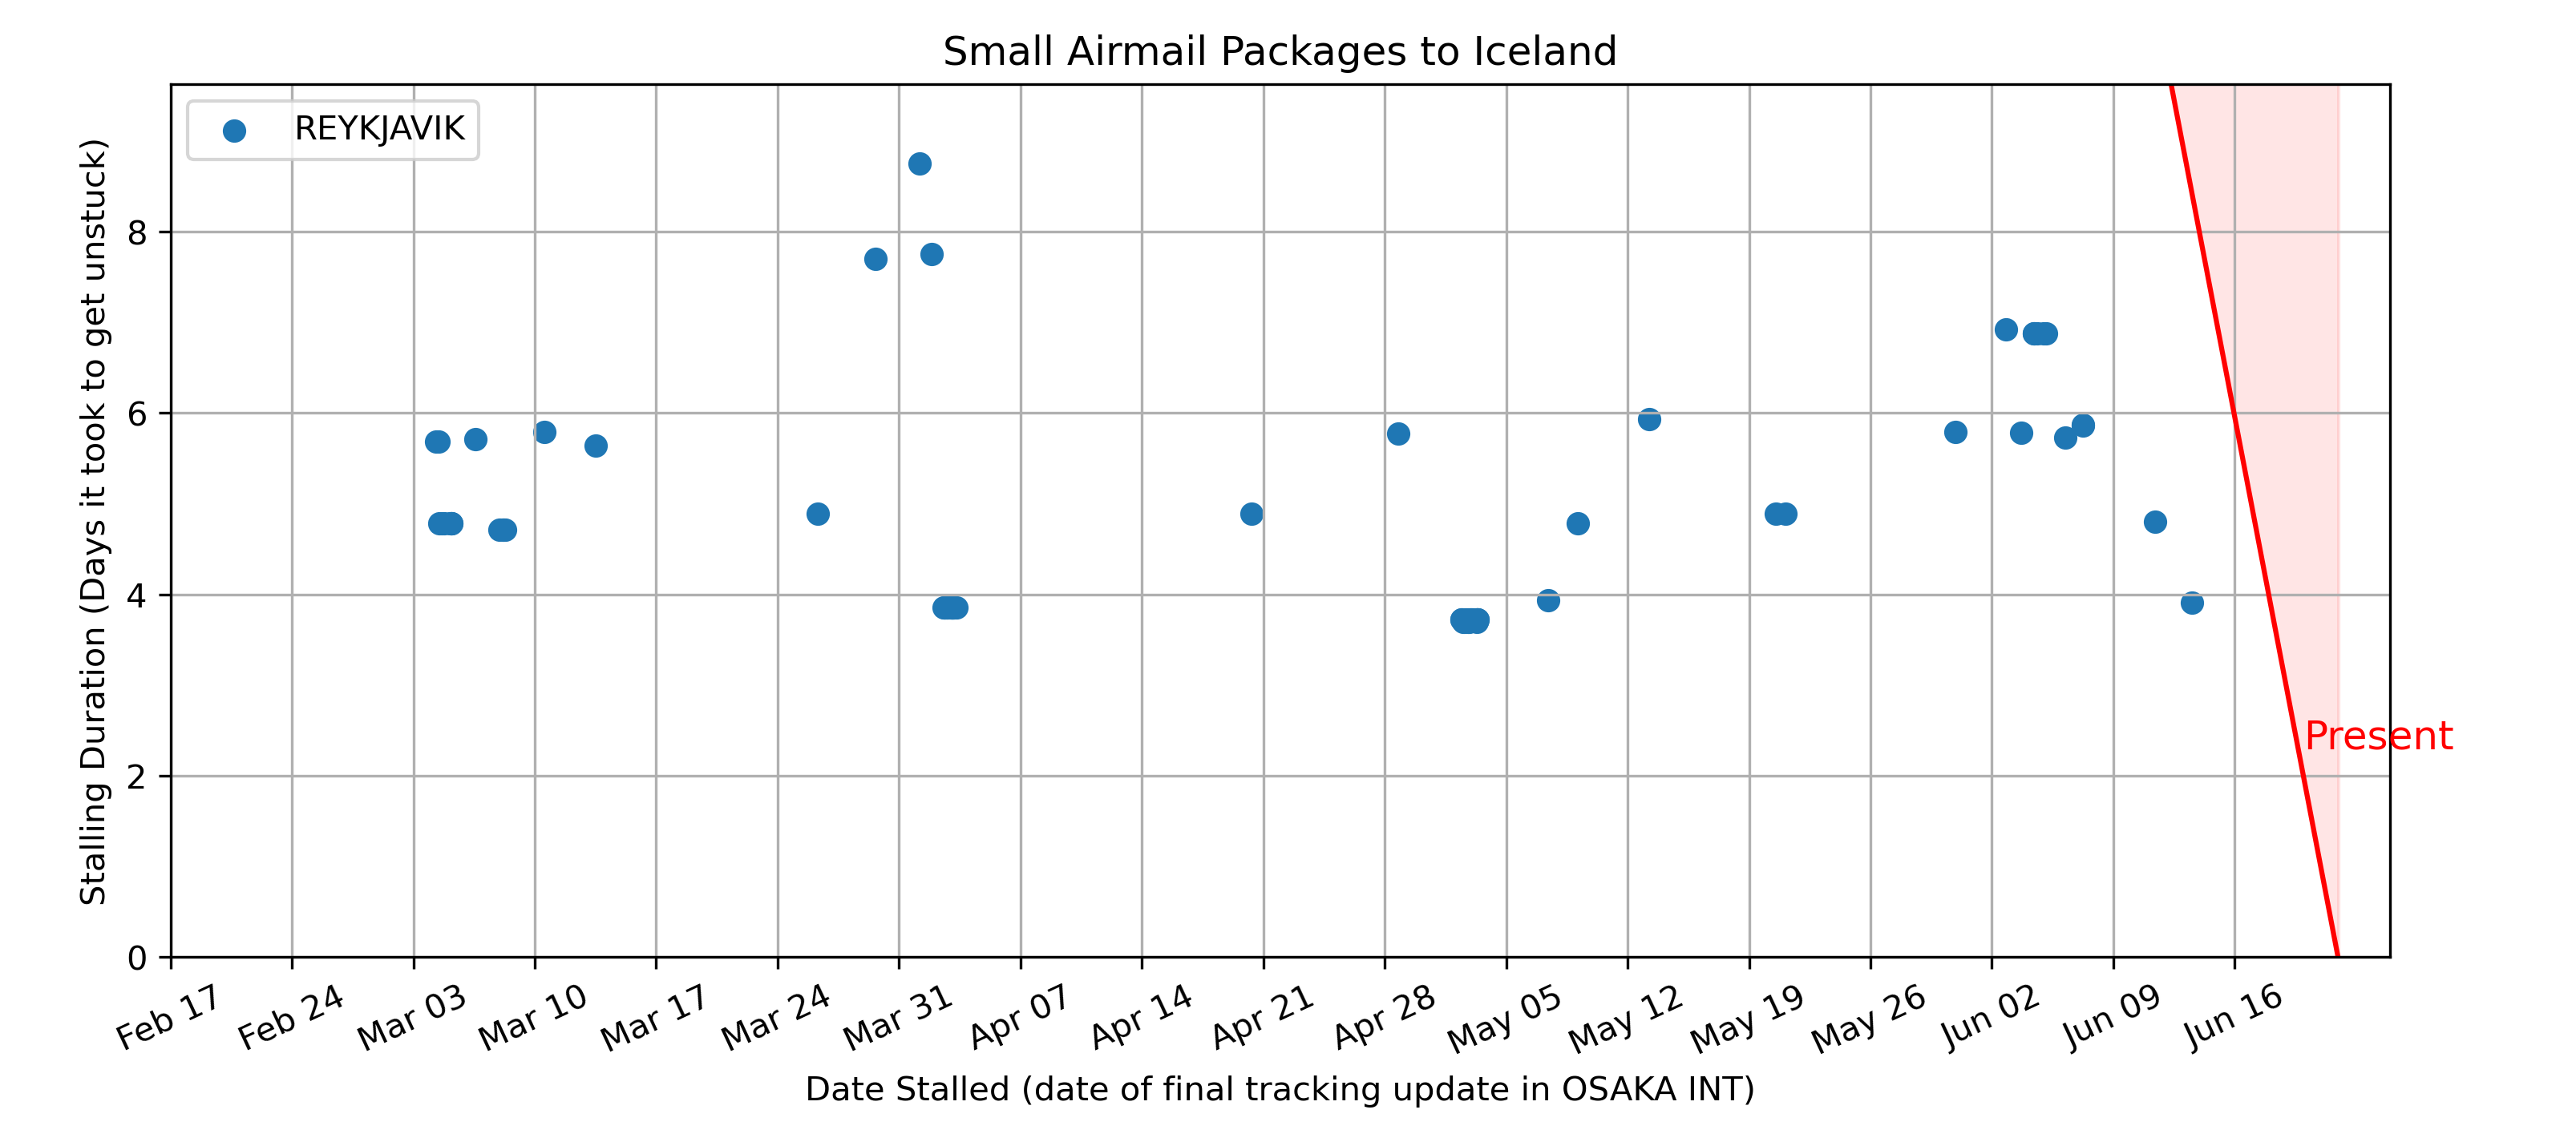 Small Airmail Packages to Iceland
REYKJAVIK
Stalling Duration (Days it took to get unstuck)
8
6
4
2
0
Present
Feb 17
Feb 24
Mar 03
Mar 10
Mar 17
Mar 24
Mar 31
Apr 07
Apr 14
Apr 21
Apr 28
May 05
May 12
May 19
May 26
Jun 02
Jun 09
Jun 16
Date Stalled (date of final tracking update in OSAKA INT)